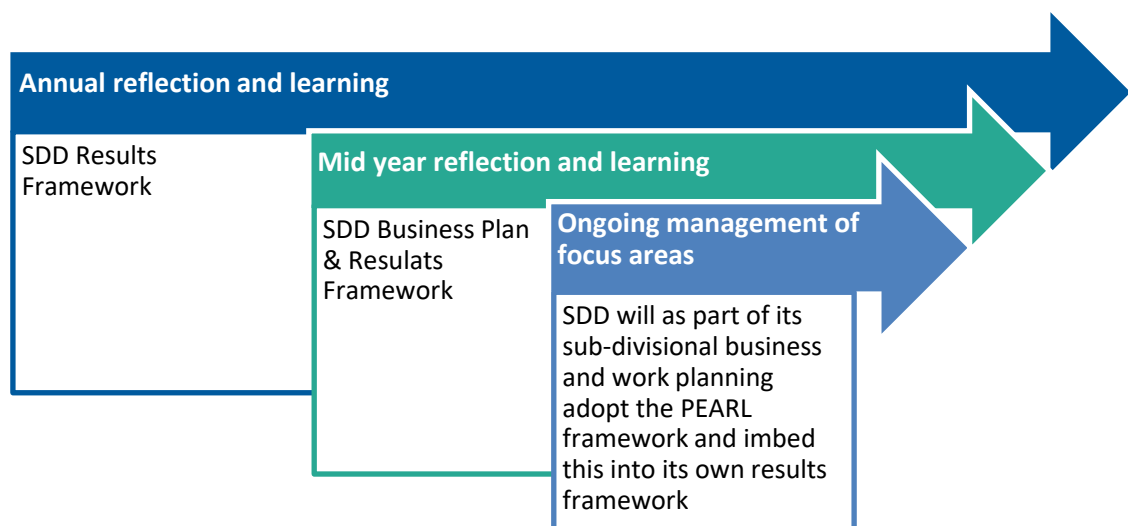 Annual reflection and learning
SDD Results
Framework
Mid year reflection and learning
SDD Business Plan
& Resulats
Framework
Ongoing management of
focus areas
SDD will as part of its
sub-divisional business
and work planning
adopt the PEARL
framework and imbed
this into its own results
framework